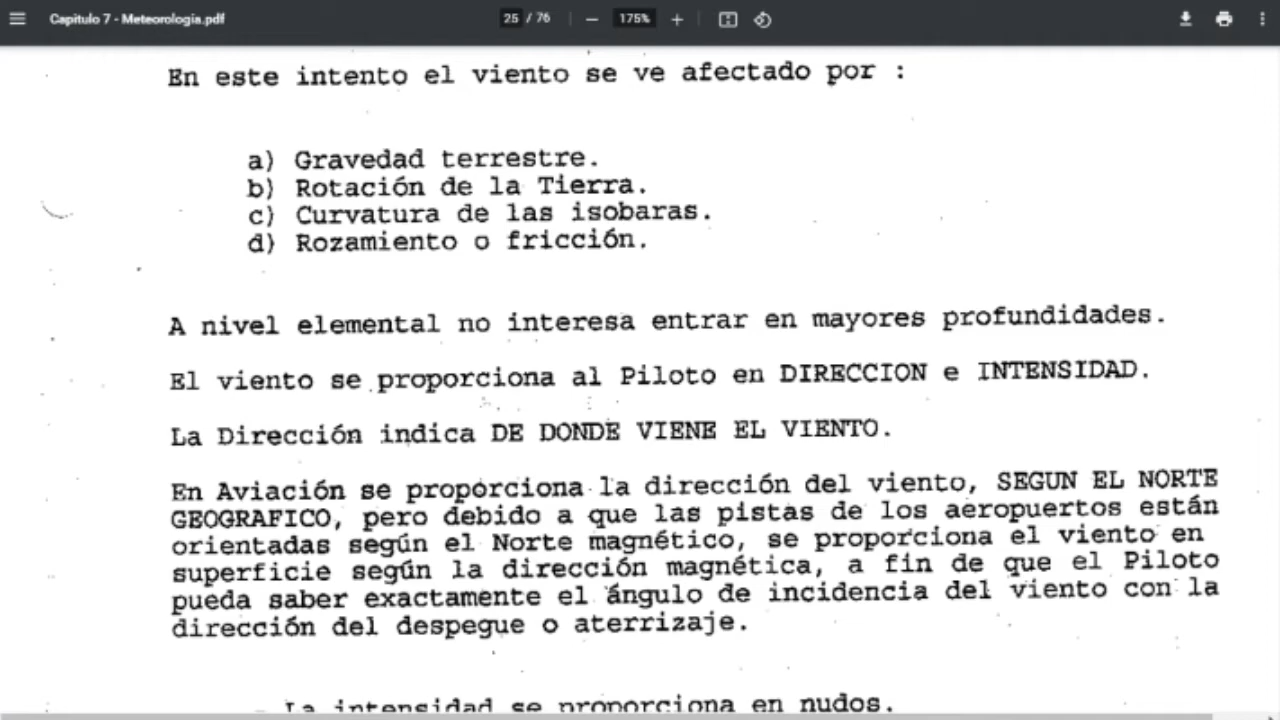 Capitulo 7 - Meteorologia.pdf
25 / 76
175%
En este intento el viento se ve afectado por :
a) Gravedad terrestre.
b) Rotación de la Tierra.
c) Curvatura de las isobaras.
d) Rozamiento o fricción.
A nivel elemental no interesa entrar en mayores profundidades.
El viento se proporciona al Piloto en DIRECCION e INTENSIDAD.
La Dirección indica DE DONDE VIENE EL VIENTO.
En Aviación se proporciona la dirección del viento, SEGUN EL NORTE
GEOGRAFICO, pero debido a que las pistas de los aeropuertos están
orientadas según el Norte magnético, se proporciona el viento en
superficie según la dirección magnética, a fin de que el Piloto
pueda saber exactamente el ángulo de incidencia del viento con la
dirección del despegue o aterrizaje.
La intensidad se proporciona en nudos.